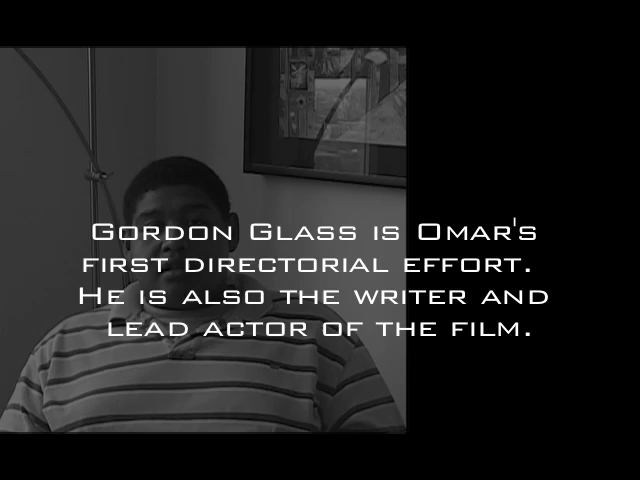 Gordon Glass is Omar's
first directorial effort.
He is also the writer and
lead actor of the film.